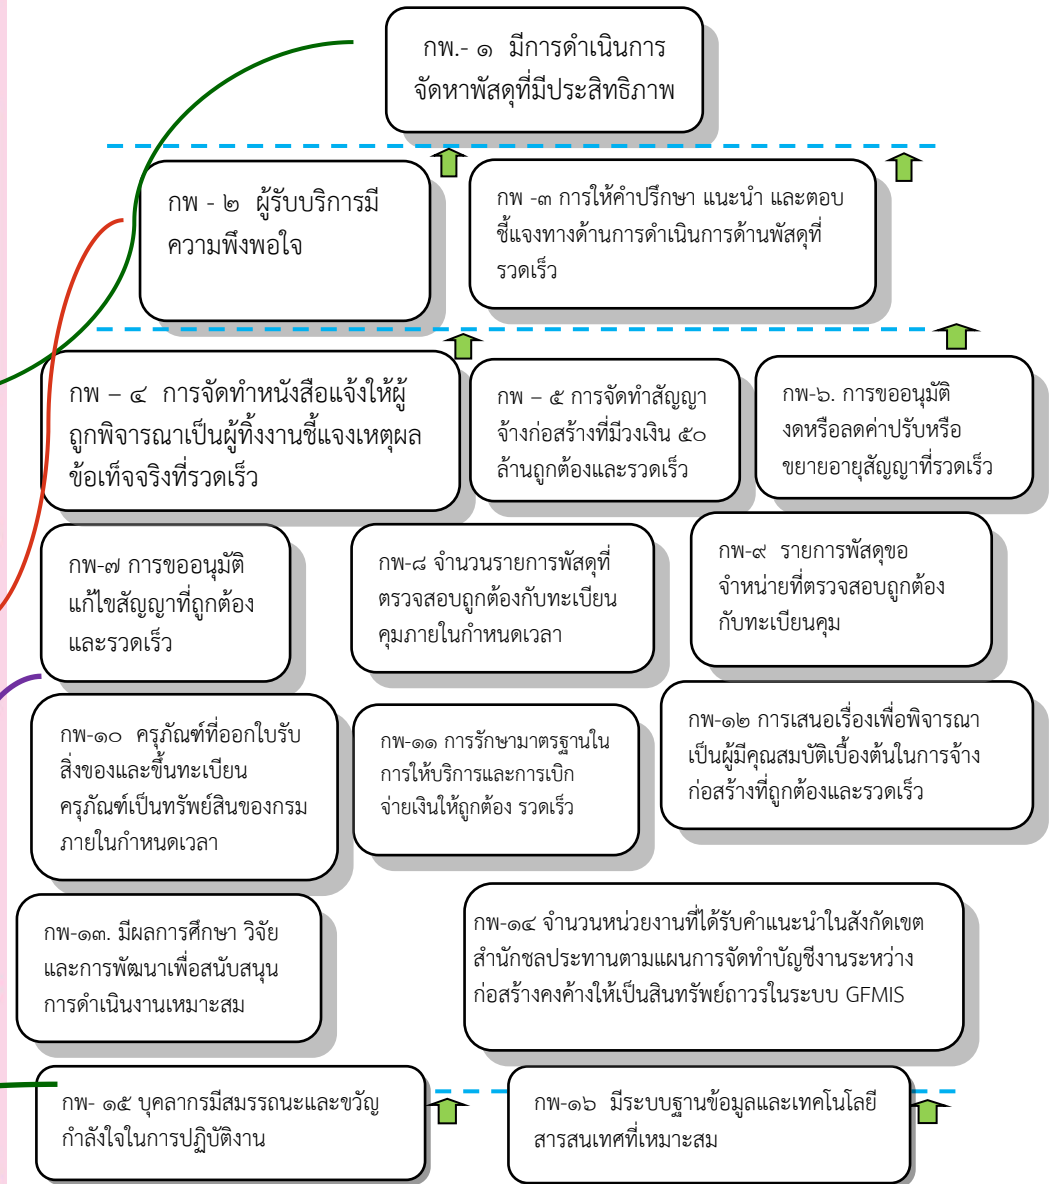 กพ.- ๑  มีการดำเนินการ
จัดหาพัสดุที่มีประสิทธิภาพ
กพ - ๒  ผู้รับบริการมี
ความพึงพอใจ
กพ -๓ การให้คำปรึกษา แนะนำ และตอบ
ชี้แจงทางด้านการดำเนินการด้านพัสดุที่
รวดเร็ว
กพ – ๔  การจัดทำหนังสือแจ้งให้ผู้
ถูกพิจารณาเป็นผู้ทิ้งงานชี้แจงเหตุผล
ข้อเท็จจริงที่รวดเร็ว
กพ – ๕ การจัดทำสัญญา
จ้างก่อสร้างที่มีวงเงิน ๕๐
ล้านถูกต้องและรวดเร็ว
กพ-๖. การขออนุมัติ
งดหรือลดค่าปรับหรือ
ขยายอายุสัญญาที่รวดเร็ว
กพ-๗ การขออนุมัติ
แก้ไขสัญญาที่ถูกต้อง
และรวดเร็ว
กพ-๘ จำนวนรายการพัสดุที่
ตรวจสอบถูกต้องกับทะเบียน
คุมภายในกำหนดเวลา
กพ-๙  รายการพัสดุขอ
จำหน่ายที่ตรวจสอบถูกต้อง
กับทะเบียนคุม
กพ-๑๐  ครุภัณฑ์ที่ออกใบรับ
สิ่งของและขึ้นทะเบียน
ครุภัณฑ์เป็นทรัพย์สินของกรม
ภายในกำหนดเวลา
กพ-๑๑ การรักษามาตรฐานใน
การให้บริการและการเบิก
จ่ายเงินให้ถูกต้อง รวดเร็ว
กพ-๑๒ การเสนอเรื่องเพื่อพิจารณา
เป็นผู้มีคุณสมบัติเบื้องต้นในการจ้าง
ก่อสร้างที่ถูกต้องและรวดเร็ว
กพ-๑๓. มีผลการศึกษา วิจัย
และการพัฒนาเพื่อสนับสนุน
การดำเนินงานเหมาะสม
กพ-๑๔ จำนวนหน่วยงานที่ได้รับคำแนะนำในสังกัดเขต
สำนักชลประทานตามแผนการจัดทำบัญชีงานระหว่าง
ก่อสร้างคงค้างให้เป็นสินทรัพย์ถาวรในระบบ GFMIS
กพ- ๑๕ บุคลากรมีสมรรถนะและขวัญ
กำลังใจในการปฏิบัติงาน
กพ-๑๖  มีระบบฐานข้อมูลและเทคโนโลยี
สารสนเทศที่เหมาะสม